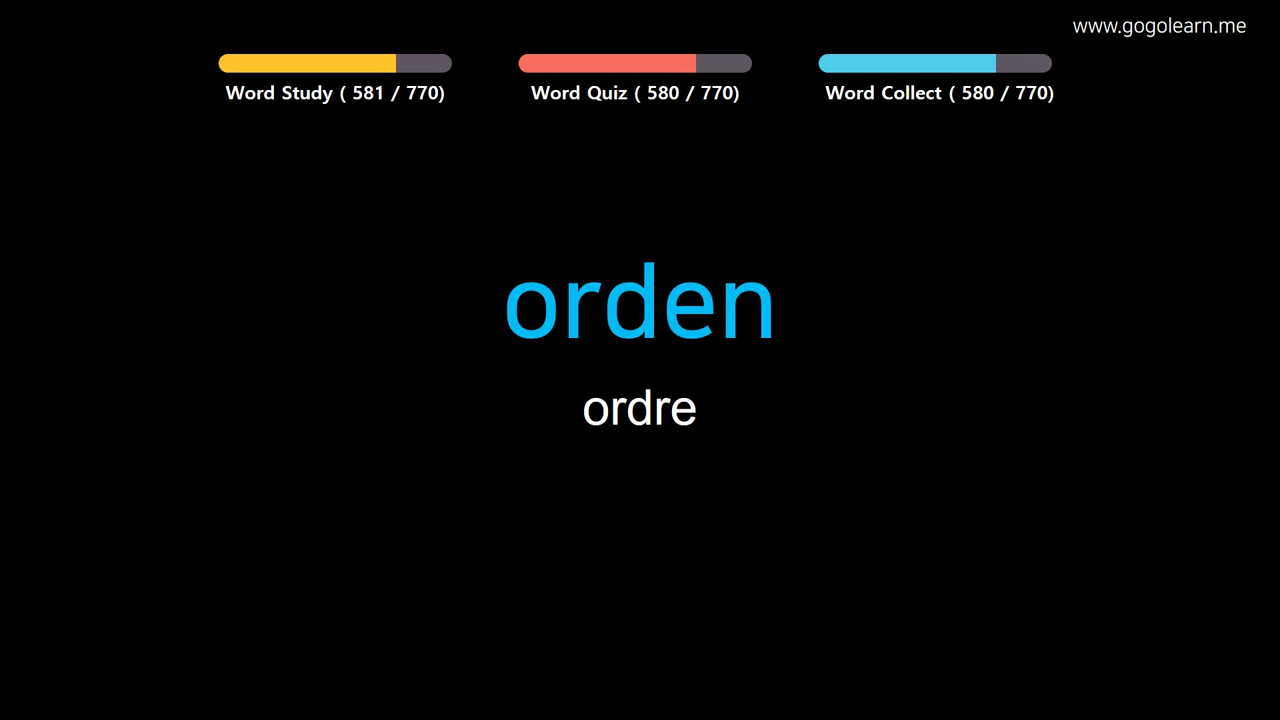 www.gogolearn.me
Word Study ( 581 / 770)
Word Quiz ( 580 / 770)
Word Collect ( 580 / 770)
orden
ordre